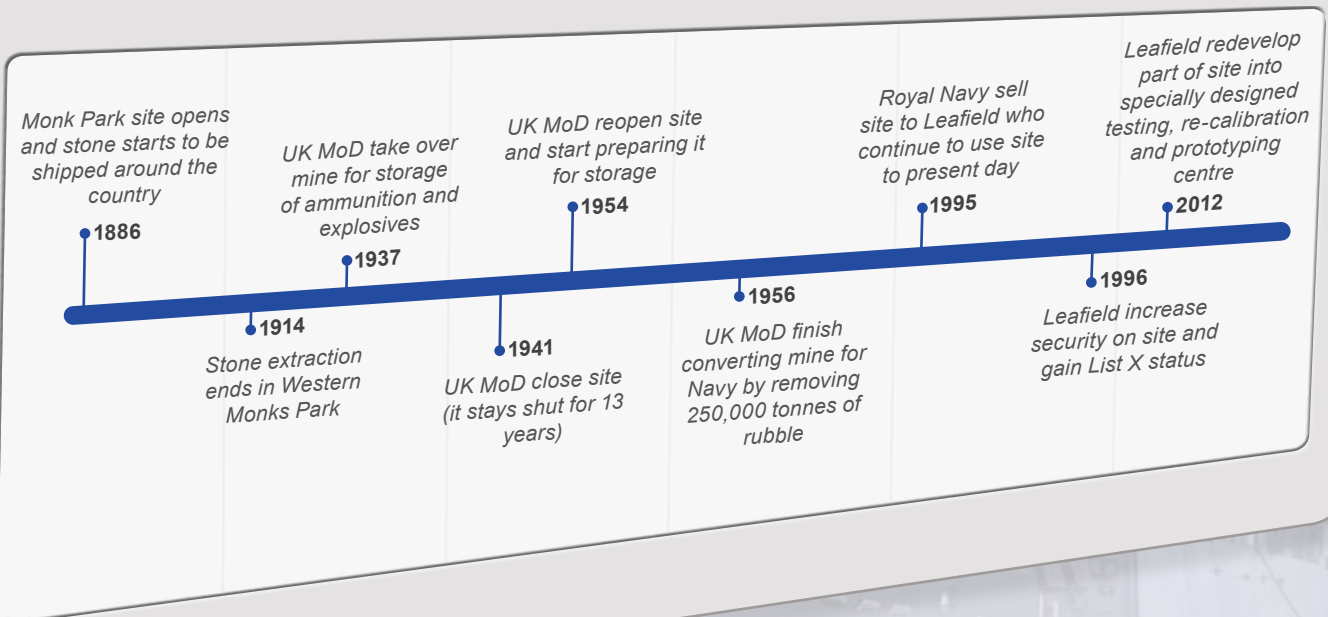 Monk Park site opens
and stone starts to be
shipped around the
country
1886
1914
Stone extraction
ends in Western
Monks Park
UK MoD take over
mine for storage
of ammunition and
explosives
1937
1941
UK MoD close site
(it stays shut for 13
years)
UK MoD reopen site
and start preparing it
for storage
1954
1956
UK MoD finish
converting mine for
Navy by removing
250,000 tonnes of
rubble
Royal Navy sell
site to Leafield who
continue to use site
to present day
1995
1996
Leafield increase
security on site and
gain List X status
Leafield redevelop
part of site into
specially designed
testing, re-calibration
and prototyping
centre
2012